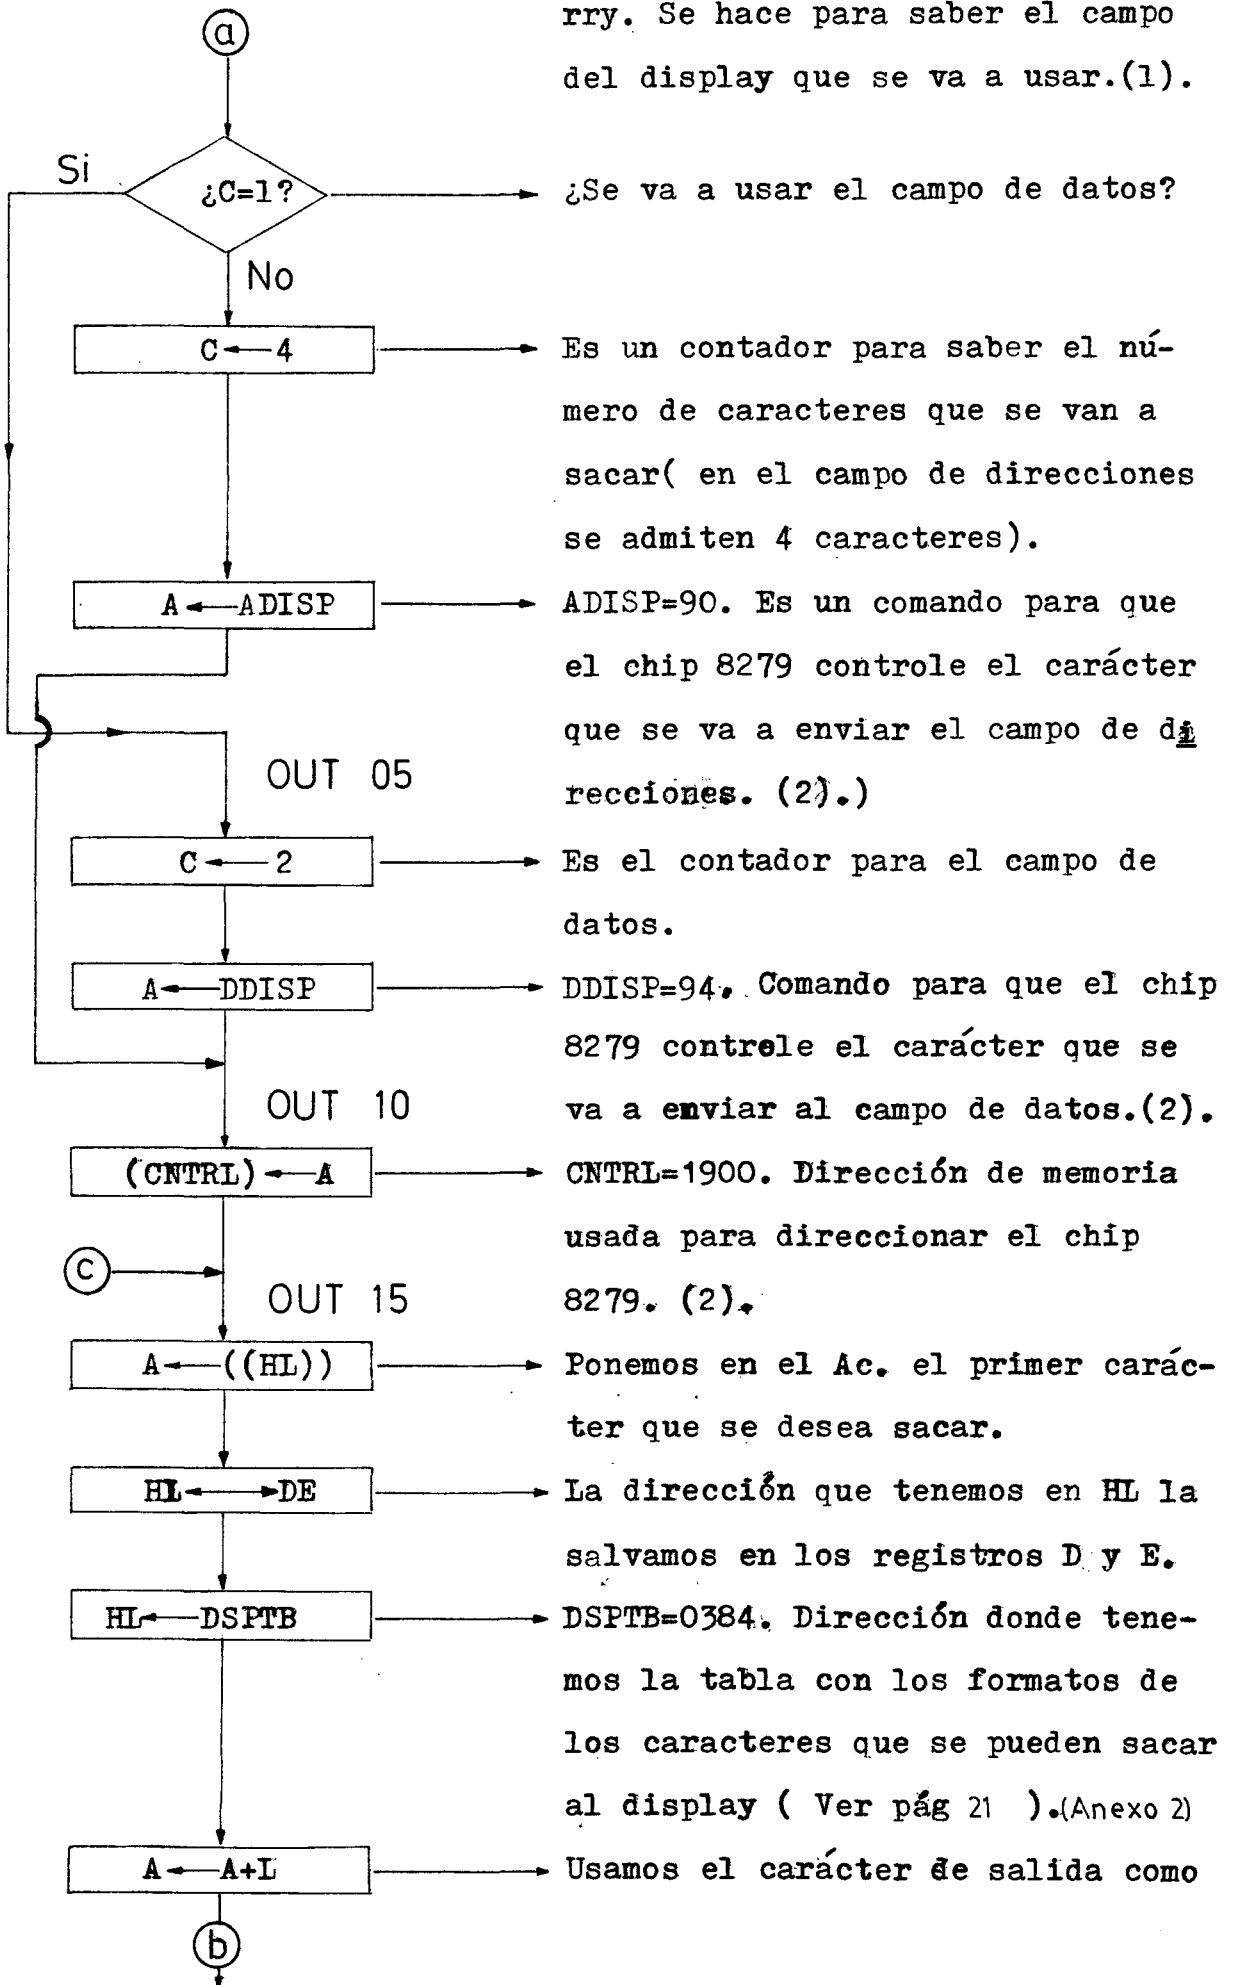 rry. Se hace para saber el campo
a
del display que se va a usar.(1).
Si
¿C=1?
¿Se va a usar el campo de datos?
No
C←4
Es un contador para saber el nú-
mero de caracteres que se van a
sacar( en el campo de direcciones
se admiten 4 caracteres).
A←ADISP
ADISP=90. Es un comando para que
el chip 8279 controle el carácter
que se va a enviar el campo de di
OUT 05
recciones. (2).)
C←2
Es el contador para el campo de
datos.
A←DDISP
DDISP=94. Comando para que el chip
8279 controle el carácter que se
OUT 10
va a enviar al campo de datos.(2).
(CNTRL)←A
CNTRL=1900. Dirección de memoria
usada para direccionar el chip
c
OUT 15
8279. (2).
A←((HL))
Ponemos en el Ac. el primer carác-
ter que se desea sacar.
HL↔DE
La dirección que tenemos en HL la
salvamos en los registros D y E.
HL←DSPTB
DSPTB=0384. Dirección donde tene-
mos la tabla con los formatos de
los caracteres que se pueden sacar
al display ( Ver pág 21 ).(Anexo 2)
A←A+L
Usamos el carácter de salida como
b